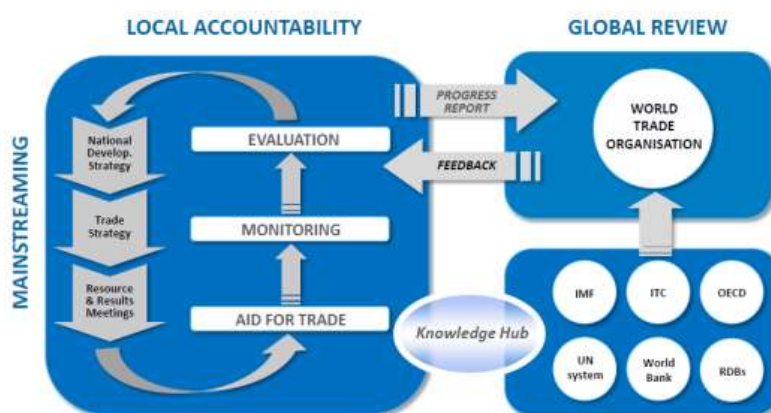 LOCAL ACCOUNTABILITY
GLOBAL REVIEW
MAINSTREAMING
National
Develop.
Strategy
Trade
Strategy
Resource
& Results
Meetings
EVALUATION
MONITORING
AID FOR TRADE
PROGRESS
REPORT
FEEDBACK
Knowledge Hub
WORLD
TRADE
ORGANISATION
IMF
ITC
OECD
UN
system
World
Bank
RDBs